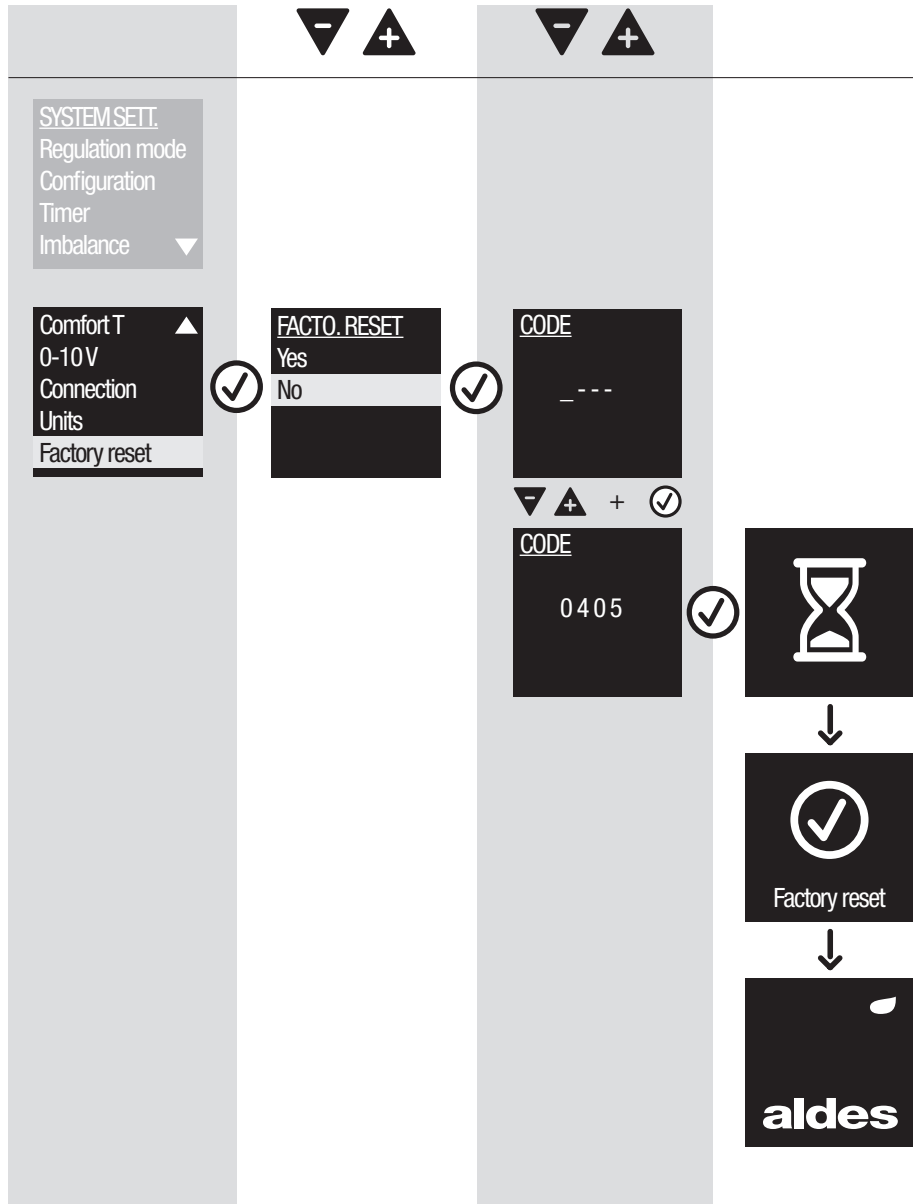 SYSTEM SETT.
Regulation mode
Configuration
Timer
Imbalance
Comfort T
0-10 V
Connection
Units
Factory reset
FACTO. RESET
Yes
No
CODE
_ - - -
+
CODE
0405
Factory reset
aldes